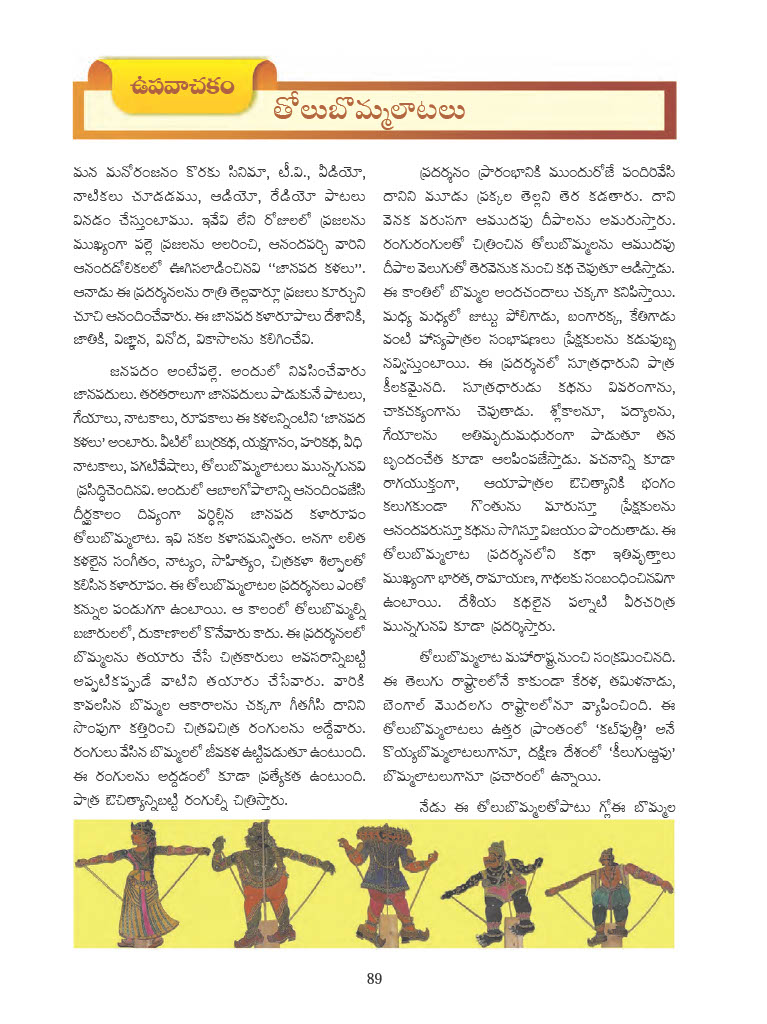 ఉపవాచకం
తోలుబొమ్మలాటలు
మన మనోరంజనం కొరకు సినిమా, టీ.వి., వీడియో,
నాటికలు చూడడము, ఆడియో, రేడియో పాటలు
వినడం చేస్తుంటాము. ఇవేవి లేని రోజులలో ప్రజలను
ముఖ్యంగా పల్లె ప్రజలను అలరించి, ఆనందపర్చి వారిని
ఆనందడోలికలలో ఊగిసలాడించినవి ‘‘జానపద కళలు’’.
ఆనాడు ఈ ప్రదర్శనలను రాత్రి తెల్లవార్లూ ప్రజలు కూర్చుని
చూచి ఆనందించేవారు. ఈ జానపద కళారూపాలు దేశానికి,
జాతికి, విజ్ఞాన, వినోద, వికాసాలను కలిగించేవి.
జనపదం అంటేపల్లె. అందులో నివసించేవారు
జానపదులు. తరతరాలుగా జానపదులు పాడుకునే పాటలు,
గేయాలు, నాటకాలు, రూపకాలు ఈ కళలన్నింటిని ‘జానపద
కళలు’ అంటారు. వీటిలో బుర్రకథ, యక్షగానం, హరికథ, వీధి
నాటకాలు, పగటివేషాలు, తోలుబొమ్మలాటలు మున్నగునవి
ప్రసిద్ధిచెందినవి. అందులో ఆబాలగోపాలాన్ని ఆనందింపజేసి
దీర్ఘకాలం దివ్యంగా వర్ధిల్లిన జానపద కళారూపం
తోలుబొమ్మలాట. ఇవి సకల కళాసమన్వితం. అనగా లలిత
కళలైన సంగీతం, నాట్యం, సాహిత్యం, చిత్రకళా శిల్పాలతో
కలిసిన కళారూపం. ఈ తోలుబొమ్మలాటల ప్రదర్శనలు ఎంతో
కన్నుల పండుగగా ఉంటాయి. ఆ కాలంలో తోలుబొమ్మల్ని
బజారులలో, దుకాణాలలో కొనేవారు కాదు. ఈ ప్రదర్శనలలో
బొమ్మలను తయారు చేసే చిత్రకారులు అవసరాన్నిబట్టి
అప్పటికప్పుడే వాటిని తయారు చేసేవారు. వారికి
కావలసిన బొమ్మల ఆకారాలను చక్కగా గీతగీసి దానిని
సొంపుగా కత్తిరించి చిత్రవిచిత్ర రంగులను అద్దేవారు.
రంగులు వేసిన బొమ్మలలో జీవకళ ఉట్టిపడుతూ ఉంటుంది.
ఈ రంగులను అద్దడంలో కూడా ప్రత్యేకత ఉంటుంది.
పాత్ర ఔచిత్యాన్నిబట్టి రంగుల్ని చిత్రిస్తారు.
ప్రదర్శనం ప్రారంభానికి ముందురోజే పందిరివేసి
దానిని మూడు ప్రక్కల తెల్లని తెర కడతారు. దాని
వెనక వరుసగా ఆముదపు దీపాలను అమరుస్తారు.
రంగురంగులతో చిత్రించిన తోలుబొమ్మలను ఆముదపు
దీపాల వెలుగుతో తెరవెనుక నుంచి కథ చెపుతూ ఆడిస్తాడు.
ఈ కాంతిలో బొమ్మల అందచందాలు చక్కగా కనిపిస్తాయి.
మధ్య మధ్యలో జుట్టు పోలిగాడు, బంగారక్క, కేతిగాడు
వంటి హాస్యపాత్రల సంభాషణలు ప్రేక్షకులను కడుపుబ్బ
నవ్విస్తుంటాయి. ఈ ప్రదర్శనలో సూత్రధారుని పాత్ర
కీలకమైనది. సూత్రధారుడు కథను వివరంగాను,
చాకచక్యంగాను చెపుతాడు. శ్లోకాలనూ, పద్యాలను,
గేయాలను అతిమృదుమధురంగా పాడుతూ తన
బృందంచేత కూడా ఆలపింపజేస్తాడు. వచనాన్ని కూడా
రాగయుక్తంగా, ఆయాపాత్రల ఔచిత్యానికి భంగం
కలుగకుండా గొంతును మారుస్తూ ప్రేక్షకులను
ఆనందపరుస్తూ కథను సాగిస్తూ విజయం పొందుతాడు. ఈ
తోలుబొమ్మలాట ప్రదర్శనలోని కథా ఇతివృత్తాలు
ముఖ్యంగా భారత, రామాయణ, గాథలకు సంబంధించినవిగా
ఉంటాయి. దేశీయ కథలైన పల్నాటి వీరచరిత్ర
మున్నగునవి కూడా ప్రదర్శిస్తారు.
తోలుబొమ్మలాట మహారాష్ట్రనుంచి సంక్రమించినది.
ఈ తెలుగు రాష్ట్రాలలోనే కాకుండా కేరళ, తమిళనాడు,
బెంగాల్ మొదలగు రాష్ట్రాలలోనూ వ్యాపించింది. ఈ
తోలుబొమ్మలాటలు ఉత్తర ప్రాంతంలో ‘కట్‌పుత్లీ’ అనే
కొయ్యబొమ్మలాటలుగానూ, దక్షిణ దేశంలో ‘కీలుగుఱ్ఱపు’
బొమ్మలాటలుగానూ ప్రచారంలో ఉన్నాయి.
నేడు ఈ తోలుబొమ్మలతోపాటు గ్లోఈ బొమ్మల
89